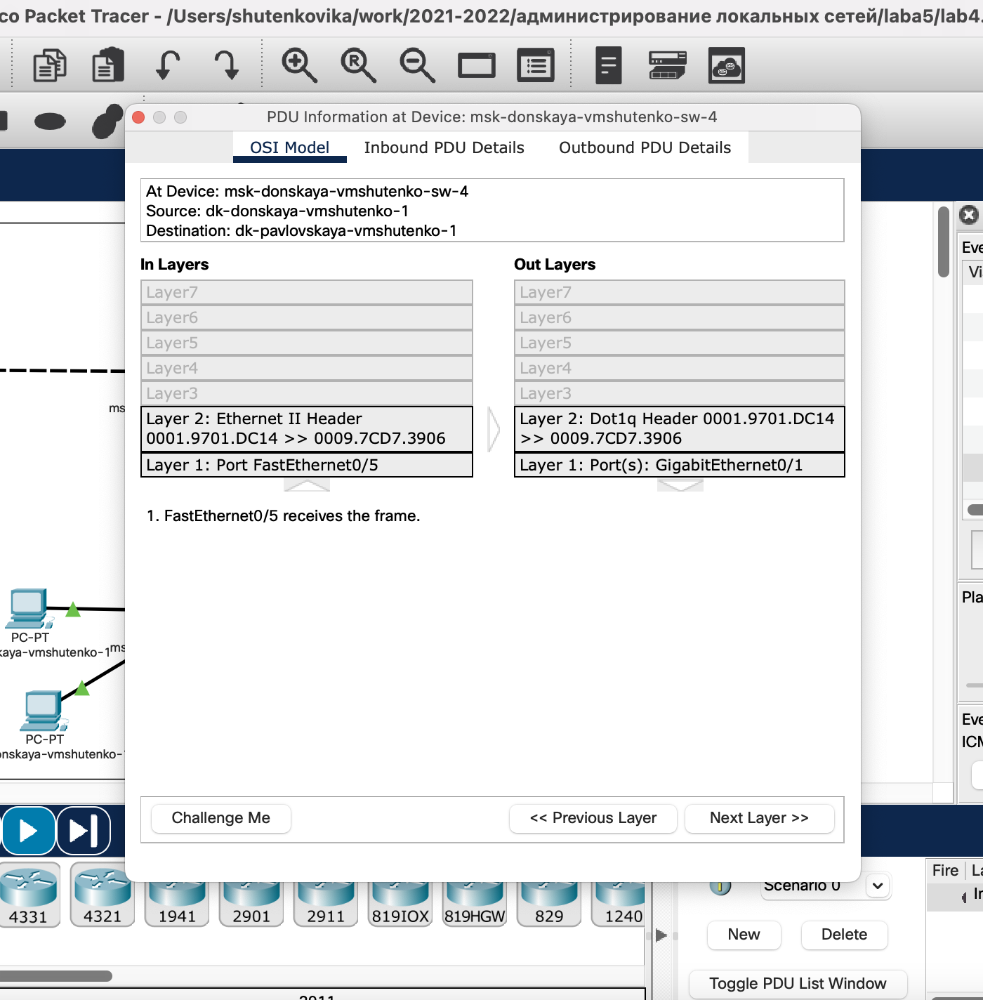 co Packet Tracer - /Users/shutenkovika/work/2021-2022/администрирование локальных сетей/laba5/lab4.
PDU Information at Device: msk-donskaya-vmshutenko-sw-4
OSI Model Inbound PDU Details Outbound PDU Details
At Device: msk-donskaya-vmshutenko-sw-4
Source: dk-donskaya-vmshutenko-1
Destination: dk-pavlovskaya-vmshutenko-1
In Layers Out Layers
Layer7 Layer7
Layer6 Layer6
Layer5 Layer5
Layer4 Layer4
Layer3 Layer3
Layer 2: Ethernet II Header
0001.9701.DC14 >> 0009.7CD7.3906
Layer 2: Dot1q Header 0001.9701.DC14
>> 0009.7CD7.3906
Layer 1: Port FastEthernet0/5 Layer 1: Port(s): GigabitEthernet0/1
1. FastEthernet0/5 receives the frame.
Challenge Me << Previous Layer Next Layer >>
ms
PC-PT
kaya-vmshutenko-1
ms
PC-PT
onskaya-vmshutenko-
Eve
Vi
Pla
Eve
ICM
4331 4321 1941 2901 2911 819IOX 819HGW 829 1240
Scenario 0
New Delete
Toggle PDU List Window
Fire La
In
2911